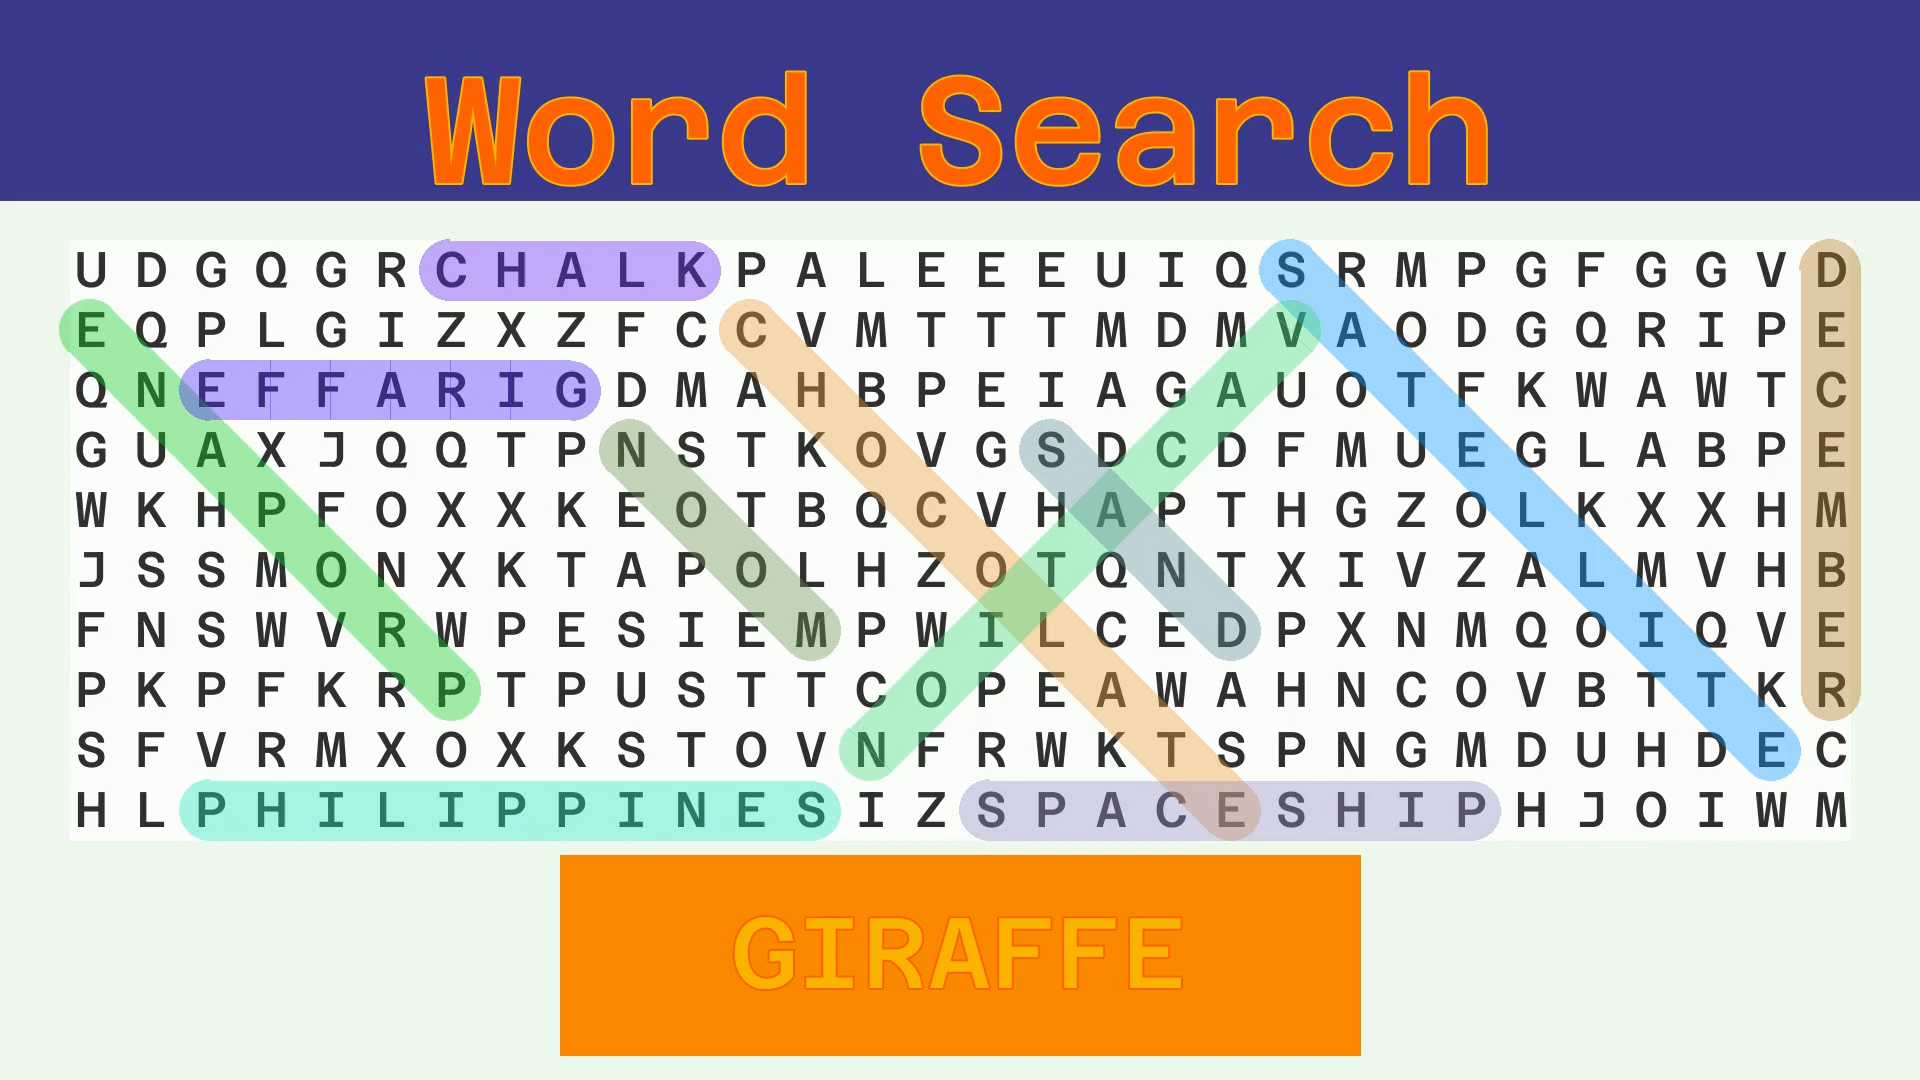 Word Search
U D G Q G R C H A L K P A L E E E U I Q S R M P G F G G V D
E Q P L G I Z X Z F C C V M T T T M D M V A O D G Q R I P E
Q N E F F A R I G D M A H B P E I A G A U O T F K W A W T C
G U A X J Q Q T P N S T K O V G S D C D F M U E G L A B P E
W K H P F O X X K E O T B Q C V H A P T H G Z O L K X X H M
J S S M O N X K T A P O L H Z O T Q N T X I V Z A L M V H B
F N S W V R W P E S I E M P W I L C E D P X N M Q O I Q V E
P K P F K R P T P U S T T C O P E A W A H N C O V B T T K R
S F V R M X O X K S T O V N F R W K T S P N G M D U H D E C
H L P H I L I P P I N E S I Z S P A C E S H I P H J O I W M
GIRAFFE